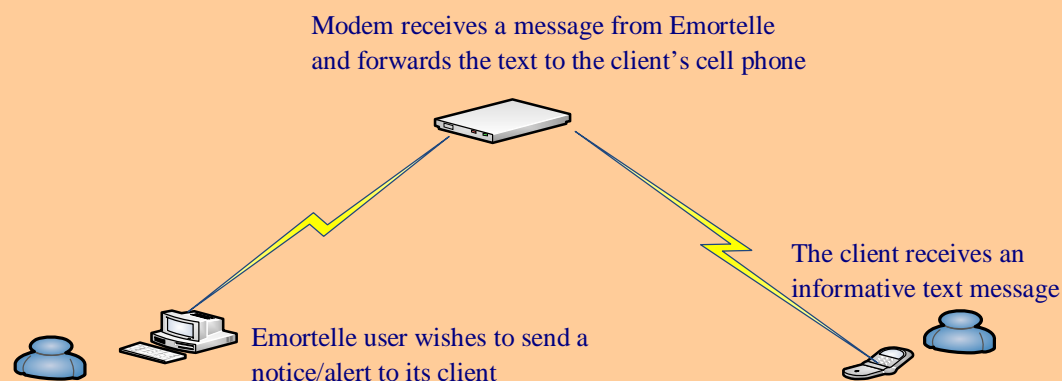 Modem receives a message from Emortelle
and forwards the text to the client's cell phone
The client receives an
informative text message
Emortelle user wishes to send a
notice/alert to its client